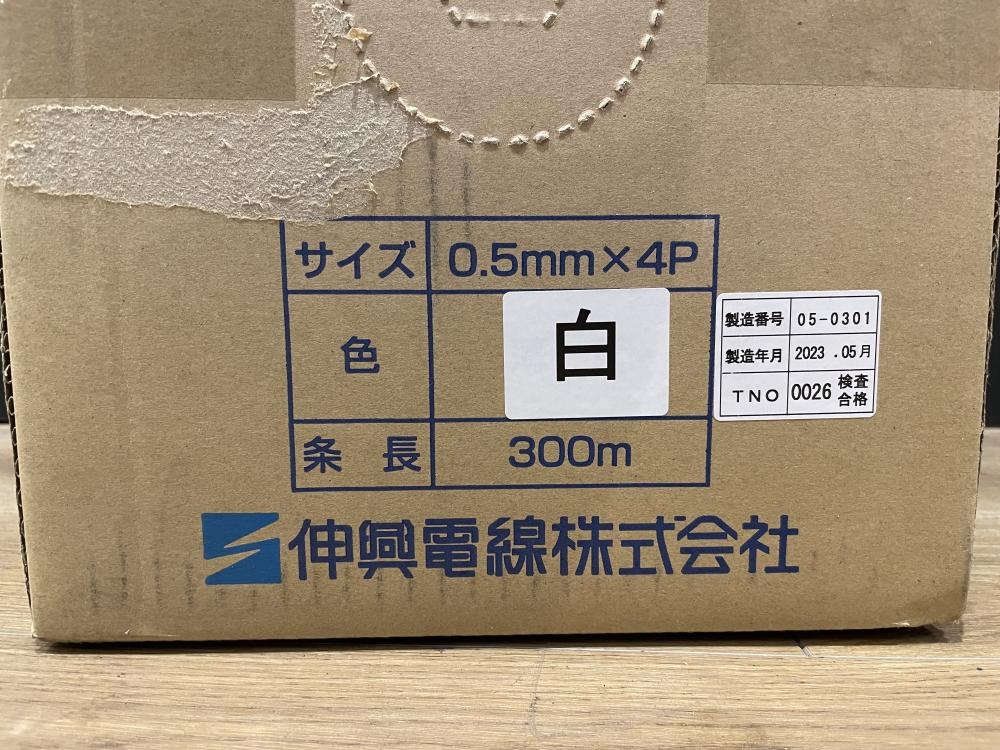 サイズ 0.5mm×4P
色 白
条長 300m
製造番号 05-0301
製造年月 2023.05月
TNO 0026 検査合格
伸興電線株式会社